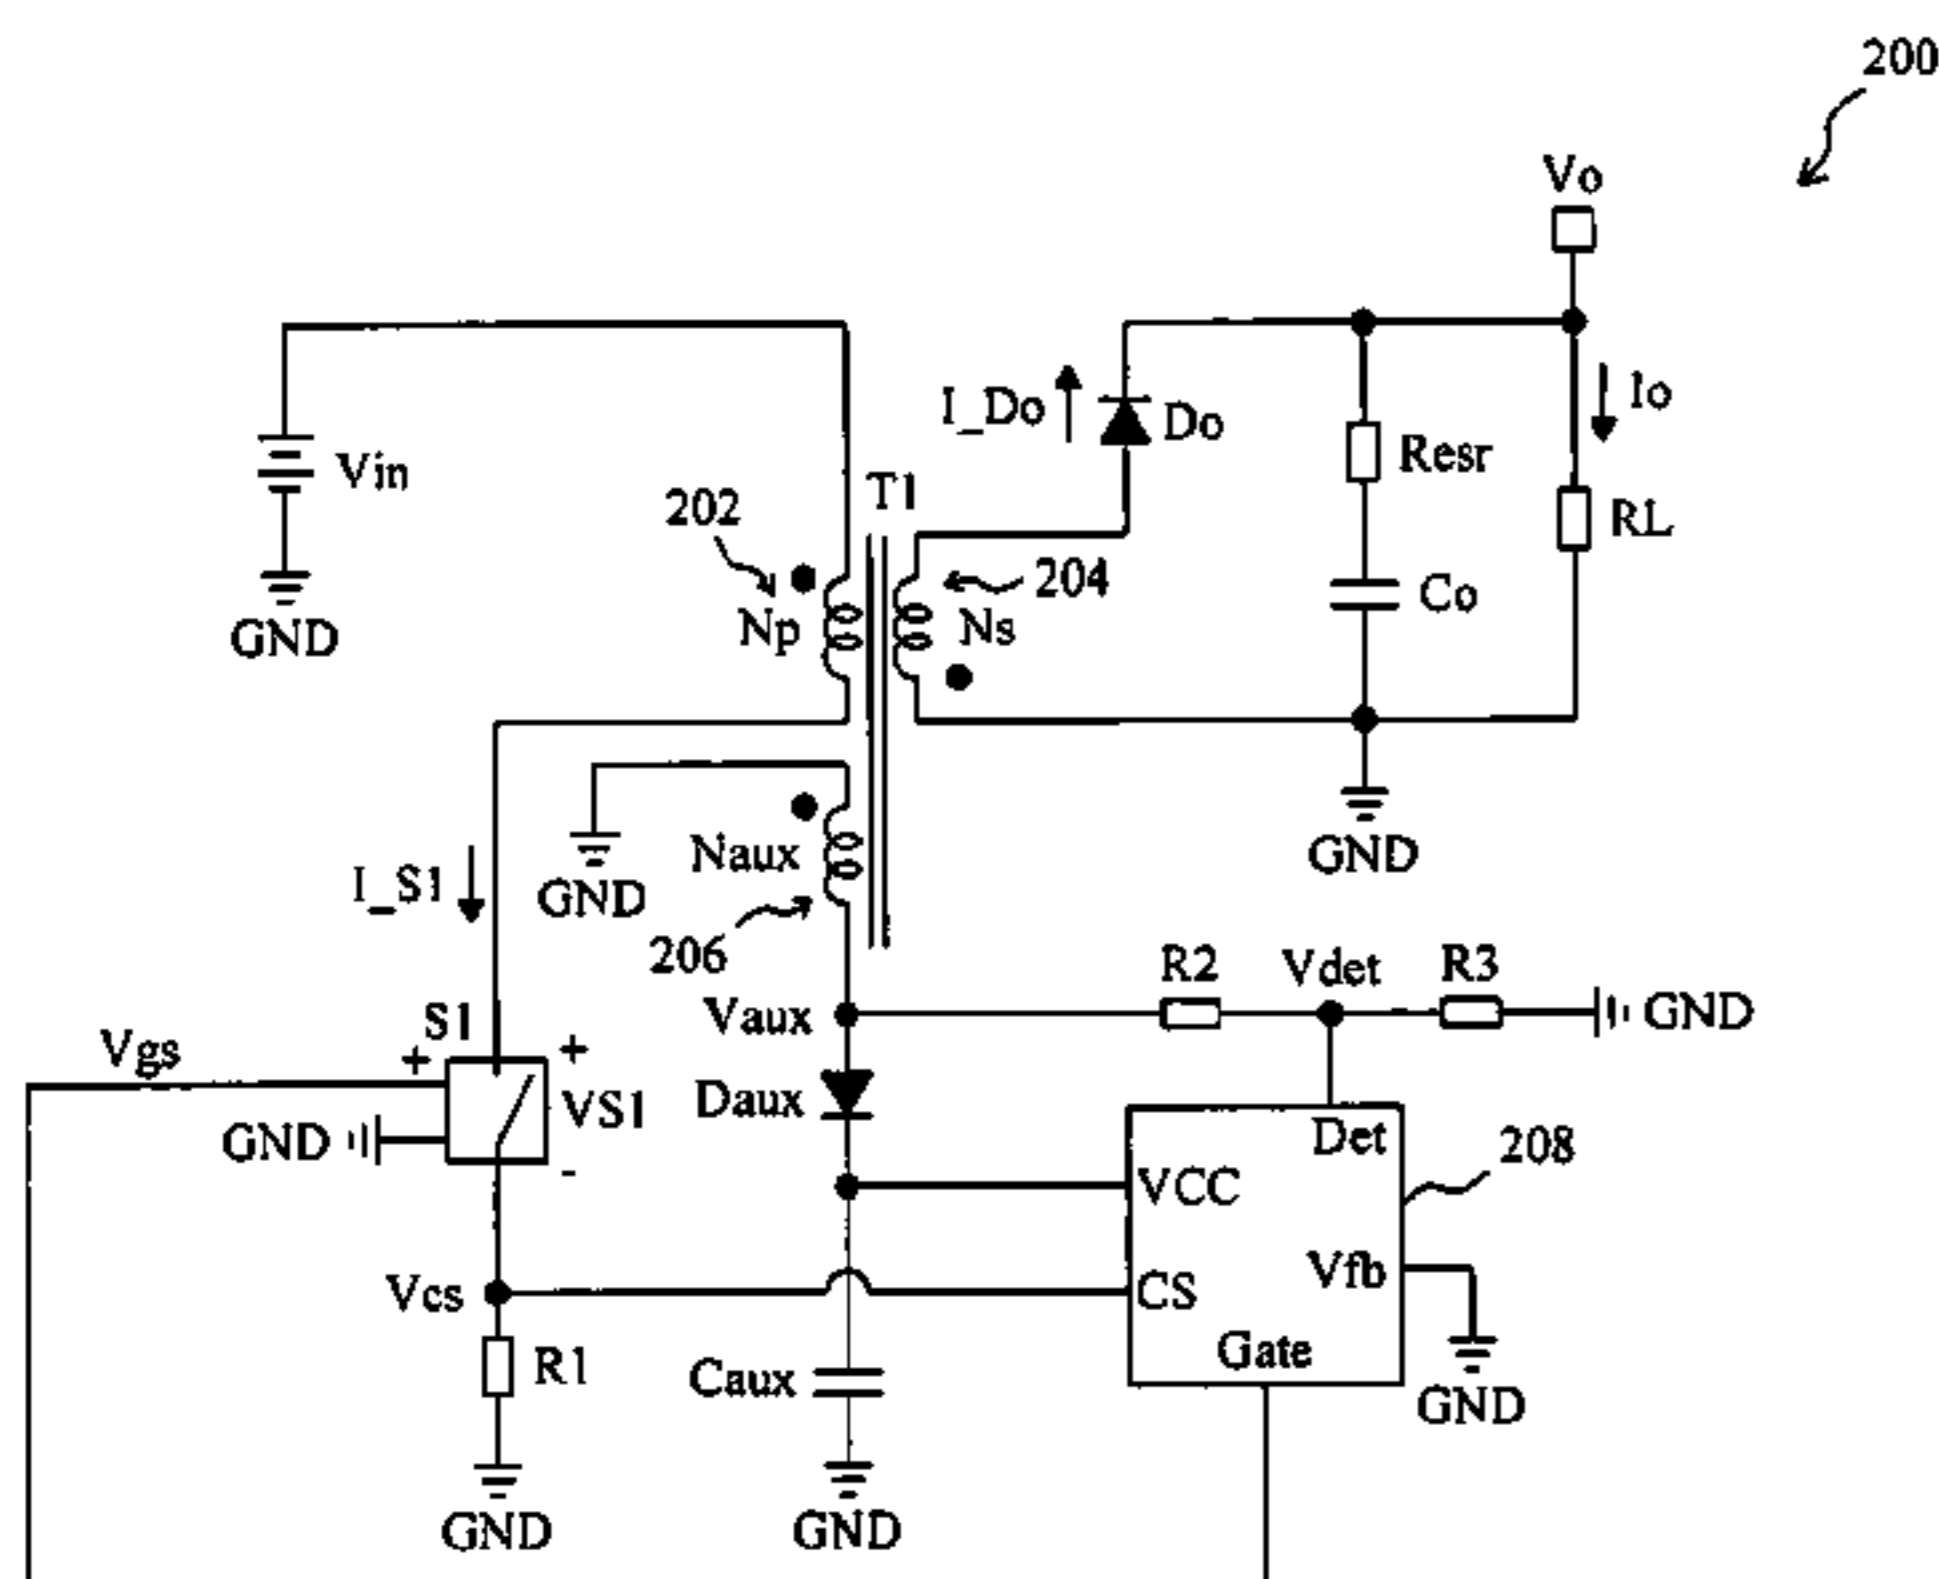 200
Vo
I_Do
Do
Io
Vin
Resr
T1
202
RL
204
Np
Ns
Co
GND
Naux
GND
I_S1
GND
206
R2
Vdet
R3
GND
Vaux
S1
Vgs
+
+
Daux
VS1
GND
Det
208
-
VCC
Vfb
Vcs
CS
Gate
R1
Caux
GND
GND
GND